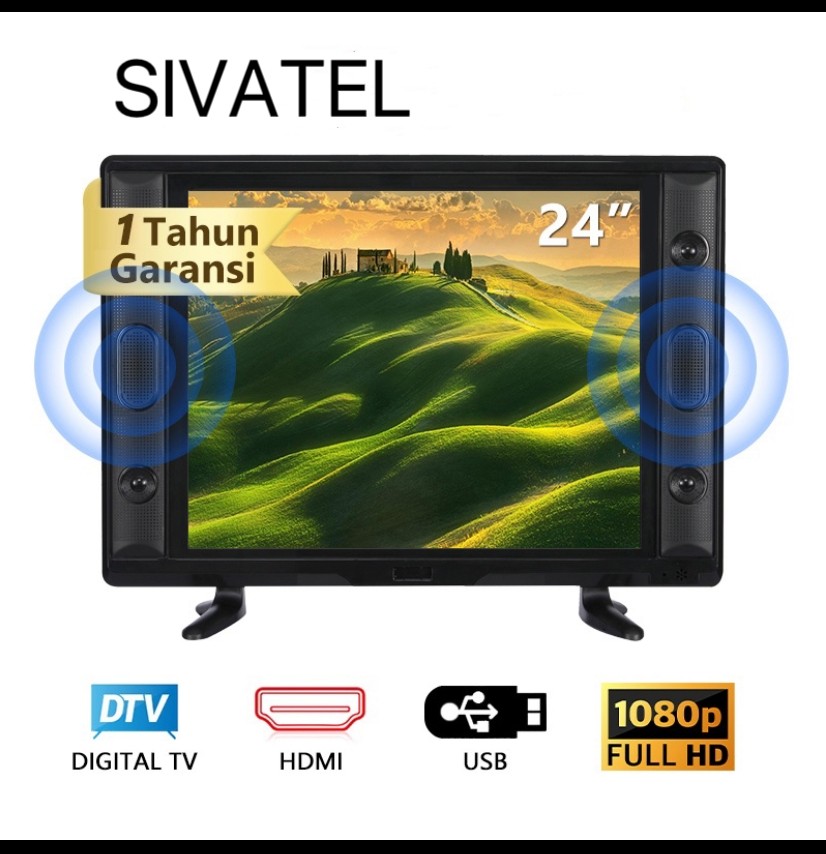 SIVATEL
24”
1 Tahun
Garansi
DTV
DIGITAL TV
HDMI
USB
1080p
FULL HD